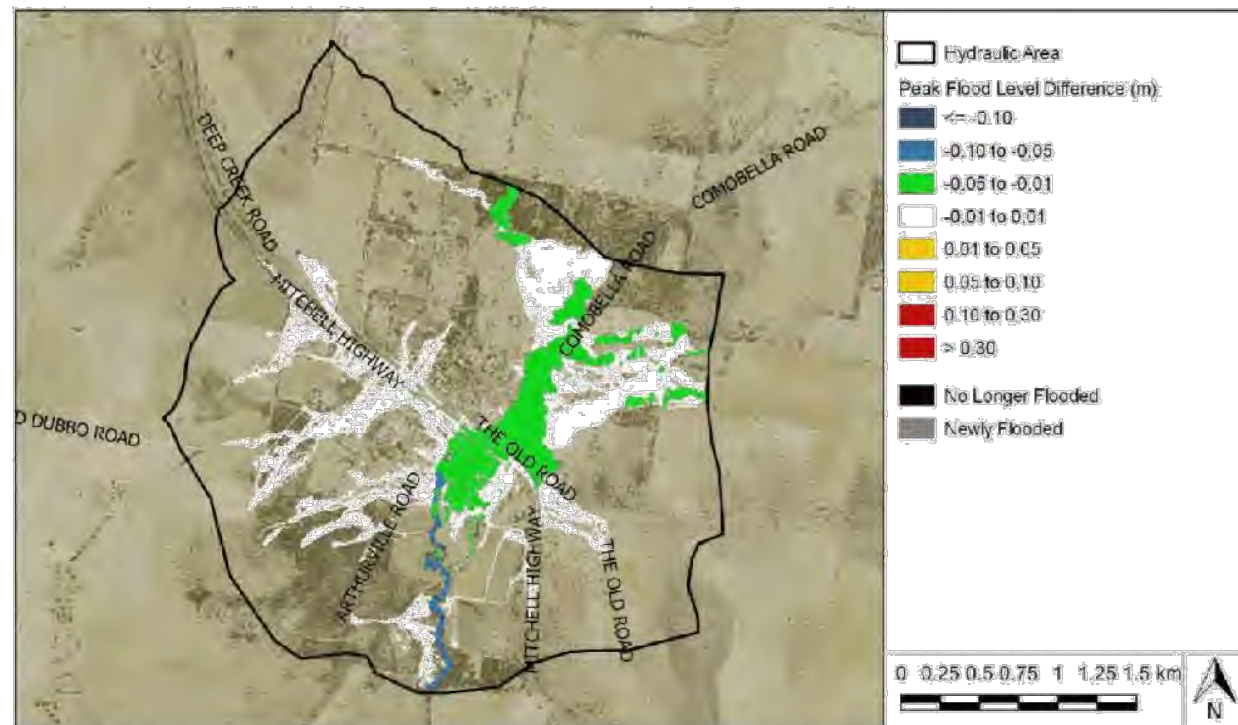 DEEP CREEK ROAD
COMOBELLA ROAD
COMOBELLA ROAD
MITCHELL HIGHWAY
D DUBBO ROAD
THE OLD ROAD
ARTHURVILLE ROAD
MITCHELL HIGHWAY
THE OLD ROAD
Hydraulic Area
Peak Flood Level Difference (m)
<= -0.10
-0.10 to -0.05
-0.05 to -0.01
-0.01 to 0.01
0.01 to 0.05
0.05 to 0.10
0.10 to 0.30
> 0.30
No Longer Flooded
Newly Flooded
0 0.25 0.5 0.75 1 1.25 1.5 km
N